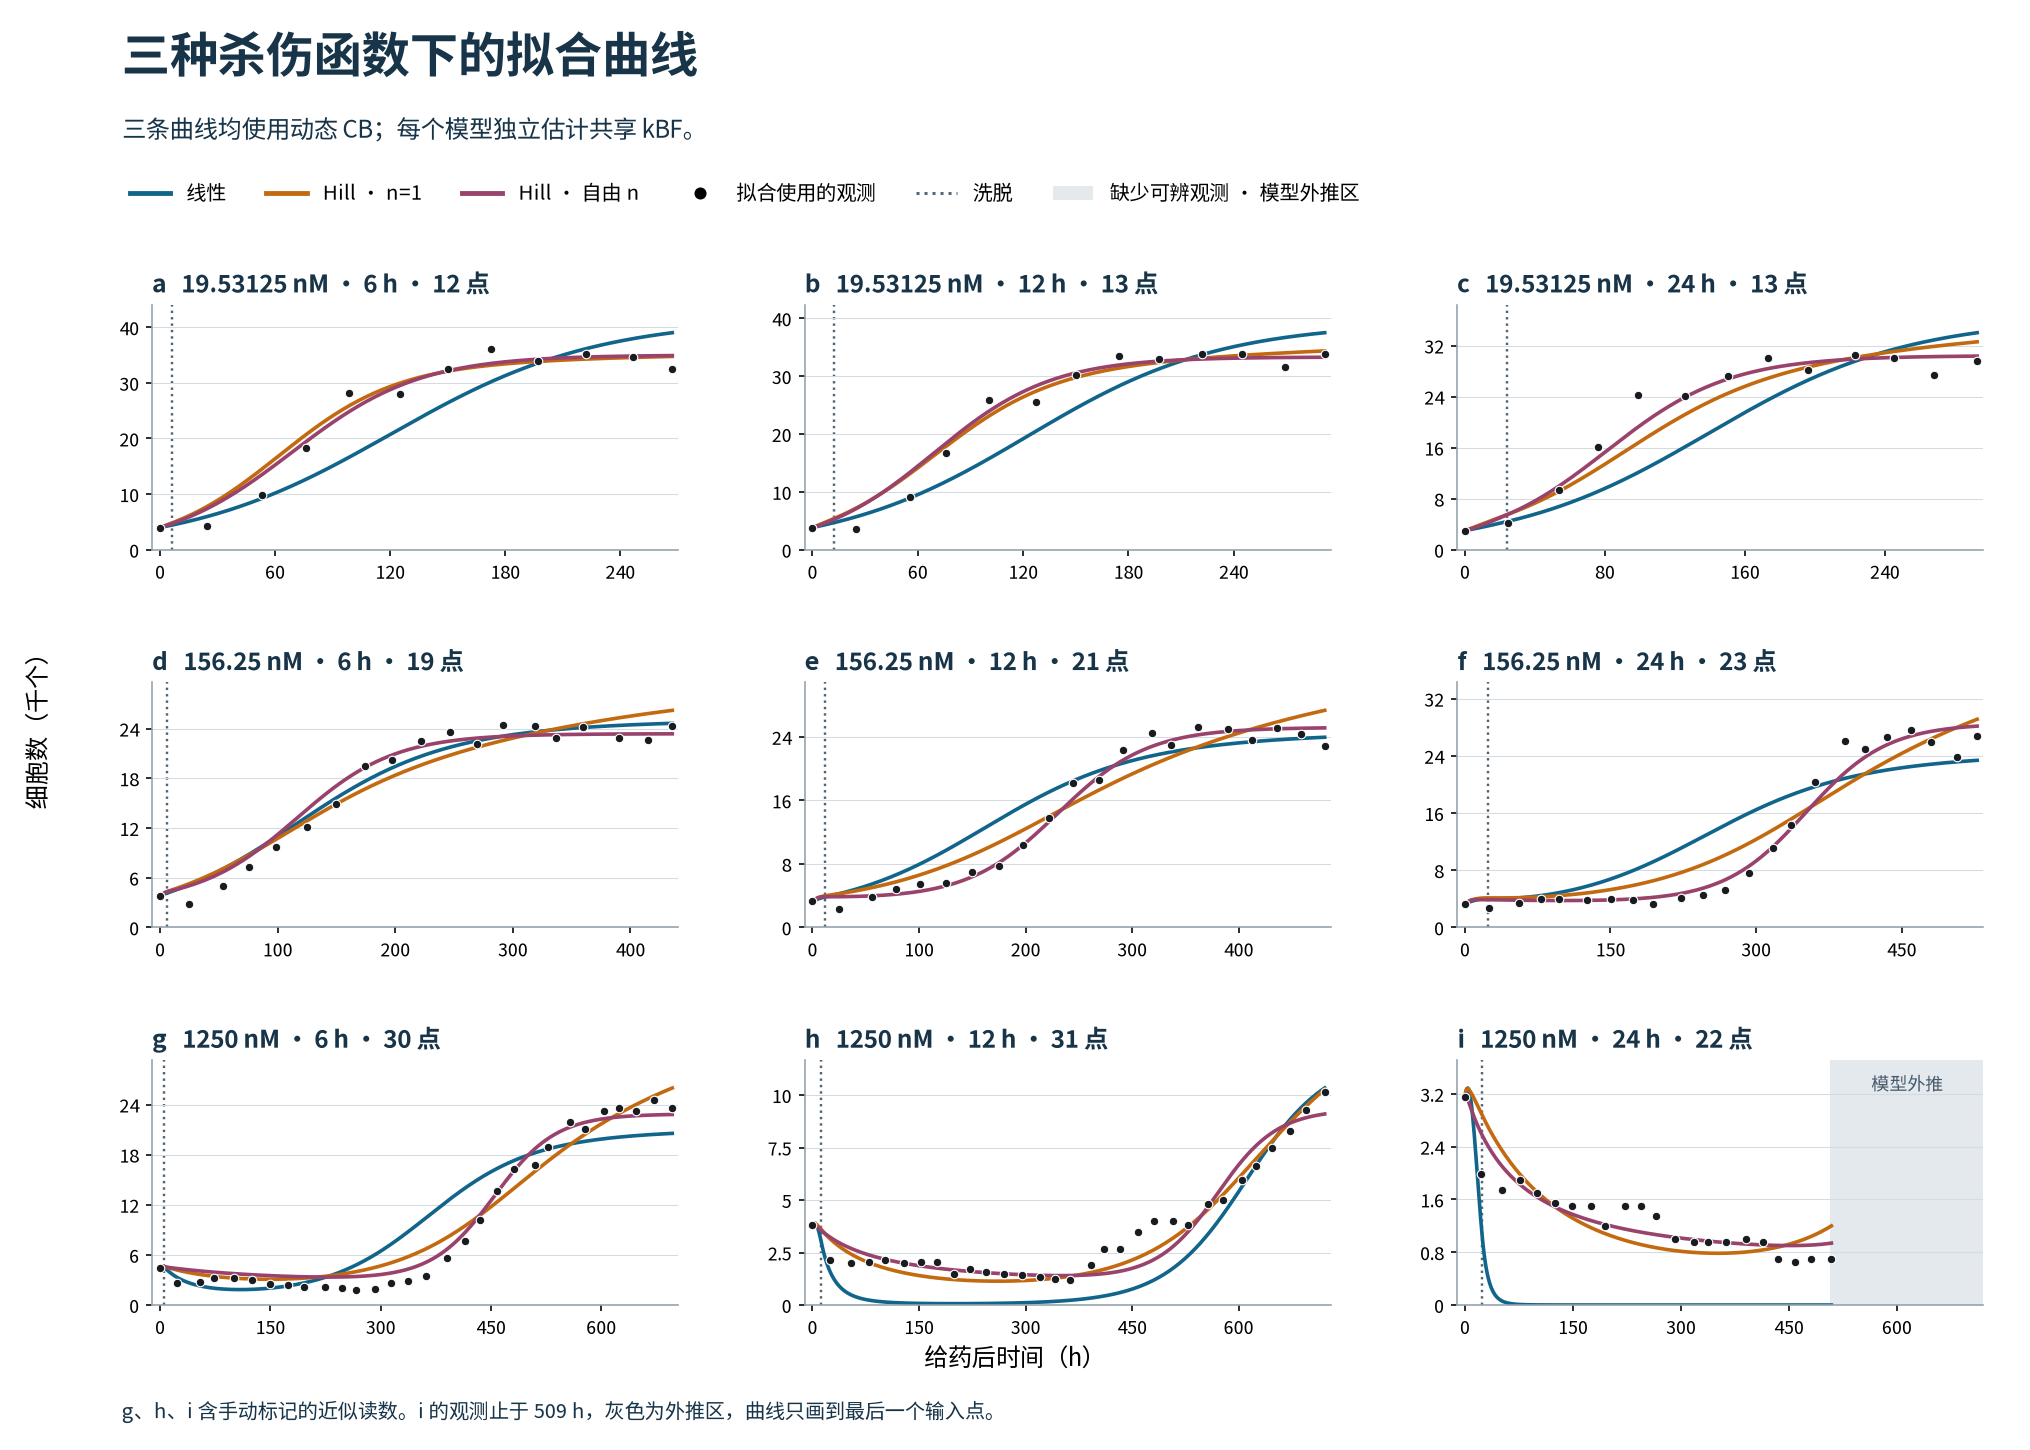 三种杀伤函数下的拟合曲线
三条曲线均使用动态 CB；每个模型独立估计共享 kBF。
线性 Hill · n=1 Hill · 自由 n 拟合使用的观测 洗脱 缺少可辨观测 · 模型外推区
a 19.53125 nM · 6 h · 12 点
40
30
20
10
0
0 60 120 180 240
b 19.53125 nM · 12 h · 13 点
40
30
20
10
0
0 60 120 180 240
c 19.53125 nM · 24 h · 13 点
32
24
16
8
0
0 80 160 240
细胞数（千个）
d 156.25 nM · 6 h · 19 点
24
18
12
6
0
0 100 200 300 400
e 156.25 nM · 12 h · 21 点
24
16
8
0
0 100 200 300 400
f 156.25 nM · 24 h · 23 点
32
24
16
8
0
0 150 300 450
g 1250 nM · 6 h · 30 点
24
18
12
6
0
0 150 300 450 600
h 1250 nM · 12 h · 31 点
10
7.5
5
2.5
0
0 150 300 450 600
i 1250 nM · 24 h · 22 点
模型外推
3.2
2.4
1.6
0.8
0
0 150 300 450 600
给药后时间（h）
g、h、i 含手动标记的近似读数。i 的观测止于 509 h，灰色为外推区，曲线只画到最后一个输入点。